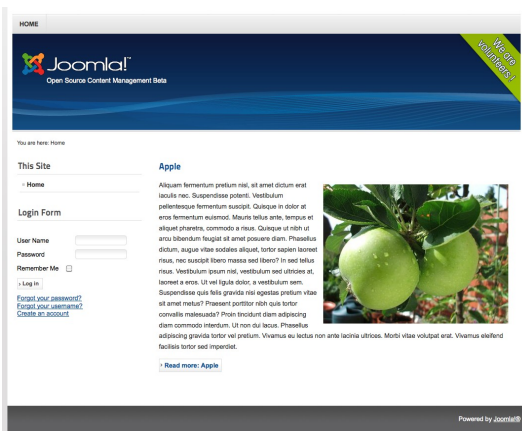 HOME
Joomla!™
Open Source Content Management Beta
We are
volunteers!
You are here: Home
This Site
Home
Login Form
User Name
Password
Remember Me
Log in
Forgot your password?
Forgot your username?
Create an account
Apple
Aliquam fermentum pretium nisl, sit amet dictum erat
iaculis nec. Suspendisse potenti. Vestibulum
pellentesque fermentum suscipit. Quisque in dolor at
eros fermentum euismod. Mauris tellus ante, tempus et
aliquet pharetra, commodo a risus. Quisque ut nibh ut
arcu bibendum feugiat sit amet posuere diam. Phasellus
dictum, augue vitae sodales aliquet, tortor sapien laoreet
risus, nec suscipit libero massa sed libero? In sed tellus
risus. Vestibulum ipsum nisl, vestibulum sed ultricies at,
laoreet a eros. Ut vel ligula dolor, a vestibulum sem.
Suspendisse quis felis gravida nisi egestas pretium vitae
sit amet metus? Praesent porttitor nibh quis tortor
convallis malesuada? Proin tincidunt diam adipiscing
diam commodo interdum. Ut non dui lacus. Phasellus
adipiscing gravida tortor vel pretium. Vivamus eu lectus non ante lacinia ultrices. Morbi vitae volutpat erat. Vivamus eleifend
facilisis tortor sed imperdiet.
Read more: Apple
Powered by Joomla!®